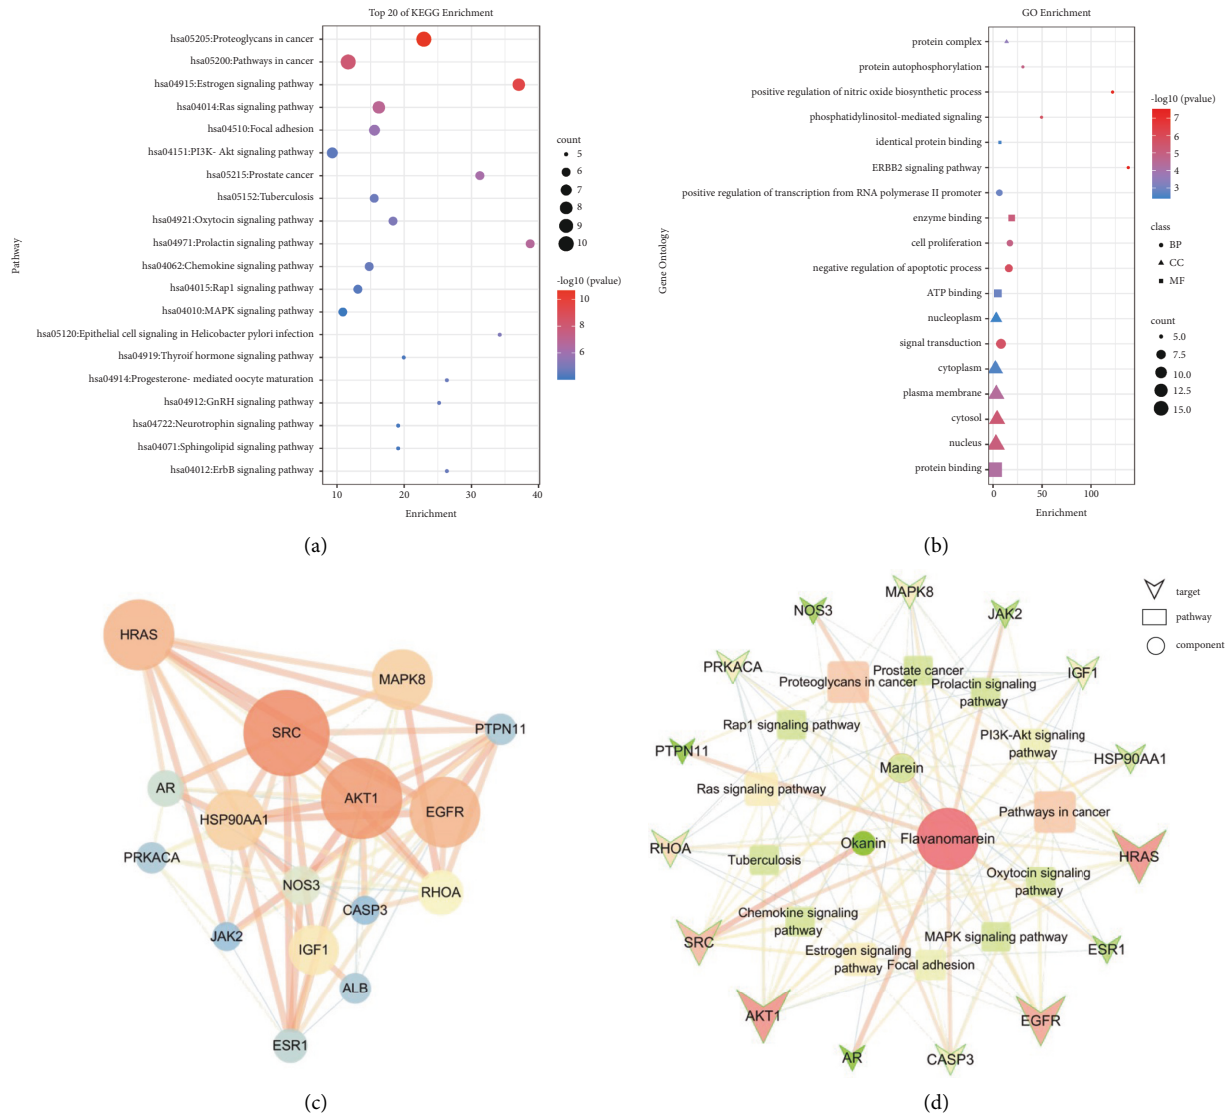 Top 20 of KEGG Enrichment
Pathway
hsa05205:Proteoglycans in cancer
hsa05200:Pathways in cancer
hsa04915:Estrogen signaling pathway
hsa04014:Ras signaling pathway
hsa04510:Focal adhesion
hsa04151:PI3K- Akt signaling pathway
hsa05215:Prostate cancer
hsa05152:Tuberculosis
hsa04921:Oxytocin signaling pathway
hsa04971:Prolactin signaling pathway
hsa04062:Chemokine signaling pathway
hsa04015:Rap1 signaling pathway
hsa04010:MAPK signaling pathway
hsa05120:Epithelial cell signaling in Helicobacter pylori infection
hsa04919:Thyroif hormone signaling pathway
hsa04914:Progesterone- mediated oocyte maturation
hsa04912:GnRH signaling pathway
hsa04722:Neurotrophin signaling pathway
hsa04071:Sphingolipid signaling pathway
hsa04012:ErbB signaling pathway
10 20 30 40
Enrichment
count
5
6
7
8
9
10
-log10 (pvalue)
10
8
6
(a)
GO Enrichment
Gene Ontology
protein complex
protein autophosphorylation
positive regulation of nitric oxide biosynthetic process
phosphatidylinositol-mediated signaling
identical protein binding
ERBB2 signaling pathway
positive regulation of transcription from RNA polymerase II promoter
enzyme binding
cell proliferation
negative regulation of apoptotic process
ATP binding
nucleoplasm
signal transduction
cytoplasm
plasma membrane
cytosol
nucleus
protein binding
0 50 100
Enrichment
-log10 (pvalue)
7
6
5
4
3
class
BP
CC
MF
count
5.0
7.5
10.0
12.5
15.0
(b)
HRAS
MAPK8
SRC
PTPN11
AR
AKT1
HSP90AA1
EGFR
PRKACA
NOS3
RHOA
CASP3
JAK2
IGF1
ALB
ESR1
(c)
MAPK8
NOS3
JAK2
PRKACA
IGF1
Prostate cancer
Proteoglycans in cancer
Prolactin signaling
pathway
Rap1 signaling pathway
PI3K-Akt signaling
pathway
PTPN11
HSP90AA1
Marein
Ras signaling pathway
Pathways in cancer
Okanin
Flavanomarein
RHOA
HRAS
Tuberculosis
Oxytocin signaling
pathway
Chemokine signaling
pathway
SRC
MAPK signaling pathway
ESR1
Estrogen signaling
pathway
Focal adhesion
AKT1
EGFR
AR
CASP3
target
pathway
component
(d)